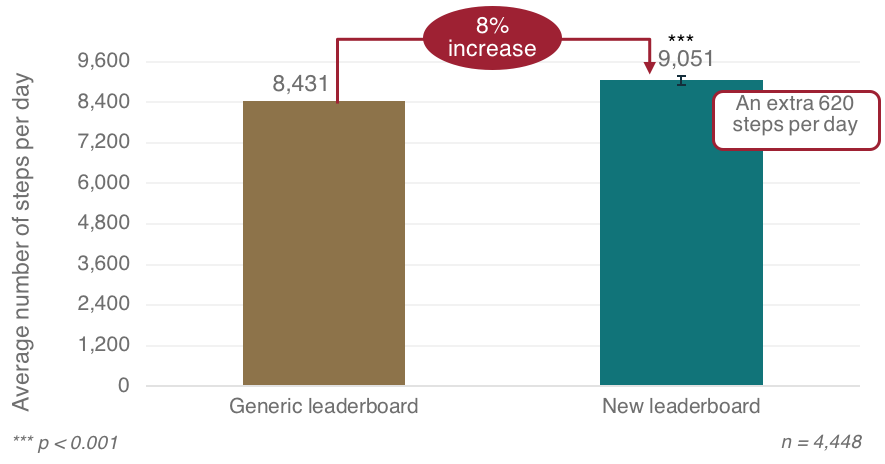 8%
increase
***
9,051
8,431
An extra 620
steps per day
Average number of steps per day
9,600
8,400
7,200
6,000
4,800
3,600
2,400
1,200
0
Generic leaderboard
New leaderboard
*** p < 0.001
n = 4,448